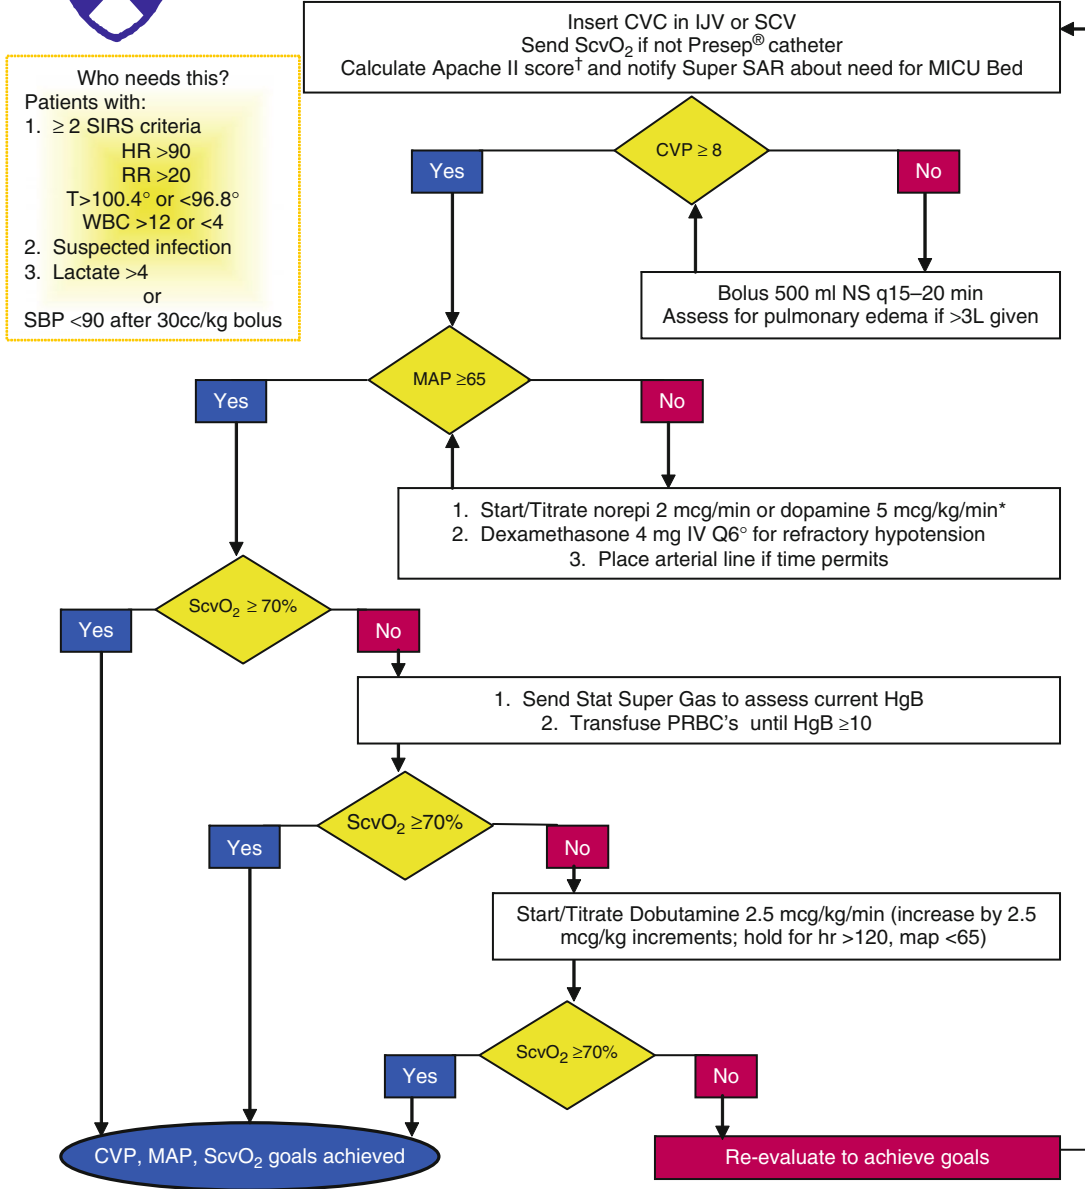 Insert CVC in IJV or SCV
Send ScvO₂ if not Presep® catheter
Calculate Apache II score† and notify Super SAR about need for MICU Bed
Who needs this?
Patients with:
1. ≥ 2 SIRS criteria
HR >90
RR >20
T>100.4° or <96.8°
WBC >12 or <4
2. Suspected infection
3. Lactate >4
or
SBP <90 after 30cc/kg bolus
CVP ≥ 8
Yes
No
Bolus 500 ml NS q15–20 min
Assess for pulmonary edema if >3L given
MAP ≥65
Yes
No
1. Start/Titrate norepi 2 mcg/min or dopamine 5 mcg/kg/min*
2. Dexamethasone 4 mg IV Q6° for refractory hypotension
3. Place arterial line if time permits
ScvO₂ ≥ 70%
Yes
No
1. Send Stat Super Gas to assess current HgB
2. Transfuse PRBC's until HgB ≥10
ScvO₂ ≥70%
Yes
No
Start/Titrate Dobutamine 2.5 mcg/kg/min (increase by 2.5
mcg/kg increments; hold for hr >120, map <65)
ScvO₂ ≥70%
Yes
No
CVP, MAP, ScvO₂ goals achieved
Re-evaluate to achieve goals